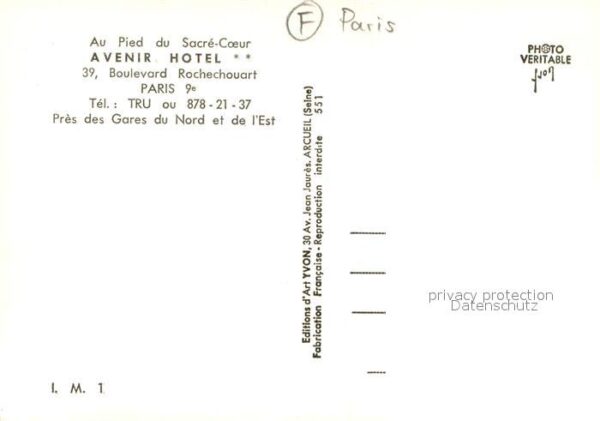 F Paris
Au Pied du Sacré-Cœur
AVENIR HOTEL **
39, Boulevard Rochechouart
PARIS 9e
Tél. : TRU ou 878 - 21 - 37
Près des Gares du Nord et de l'Est
I. M. 1
Editions d'Art YVON, 30 Av. Jean Jaurès. ARCUEIL (Seine)
Fabrication Française - Reproduction interdite 551
PHOTO
VERITABLE
yvon
privacy protection
Datenschutz